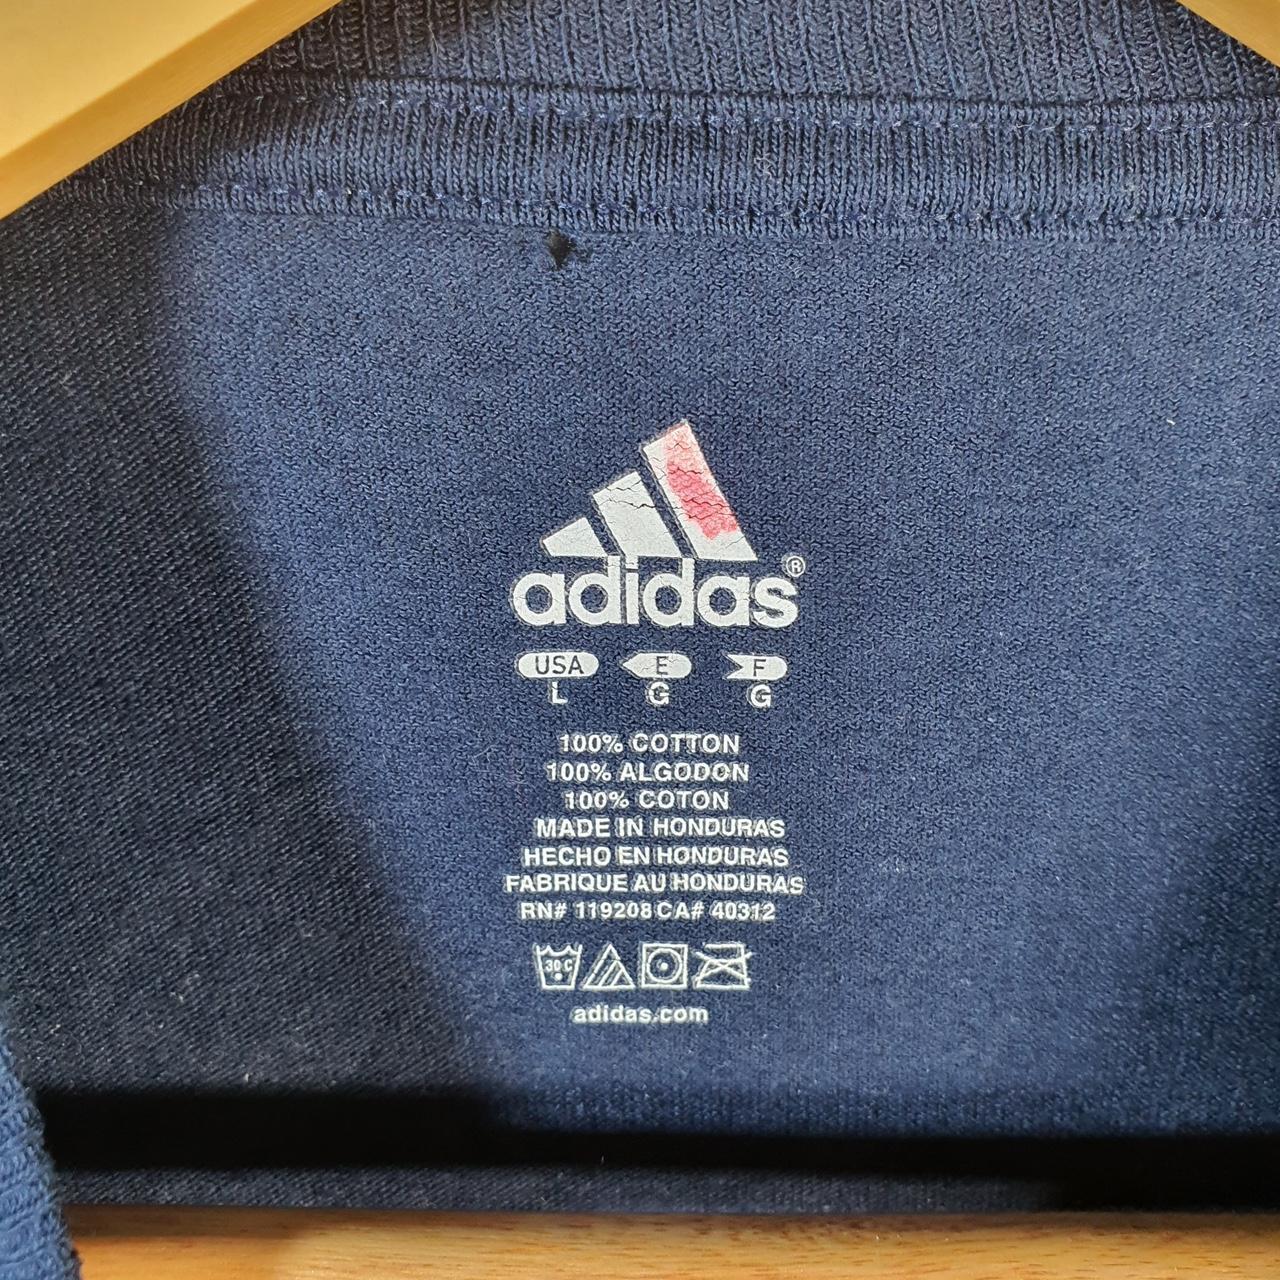 adidas®
USA E F
L G G
100% COTTON
100% ALGODON
100% COTON
MADE IN HONDURAS
HECHO EN HONDURAS
FABRIQUE AU HONDURAS
RN# 119208 CA# 40312
30 C
adidas.com